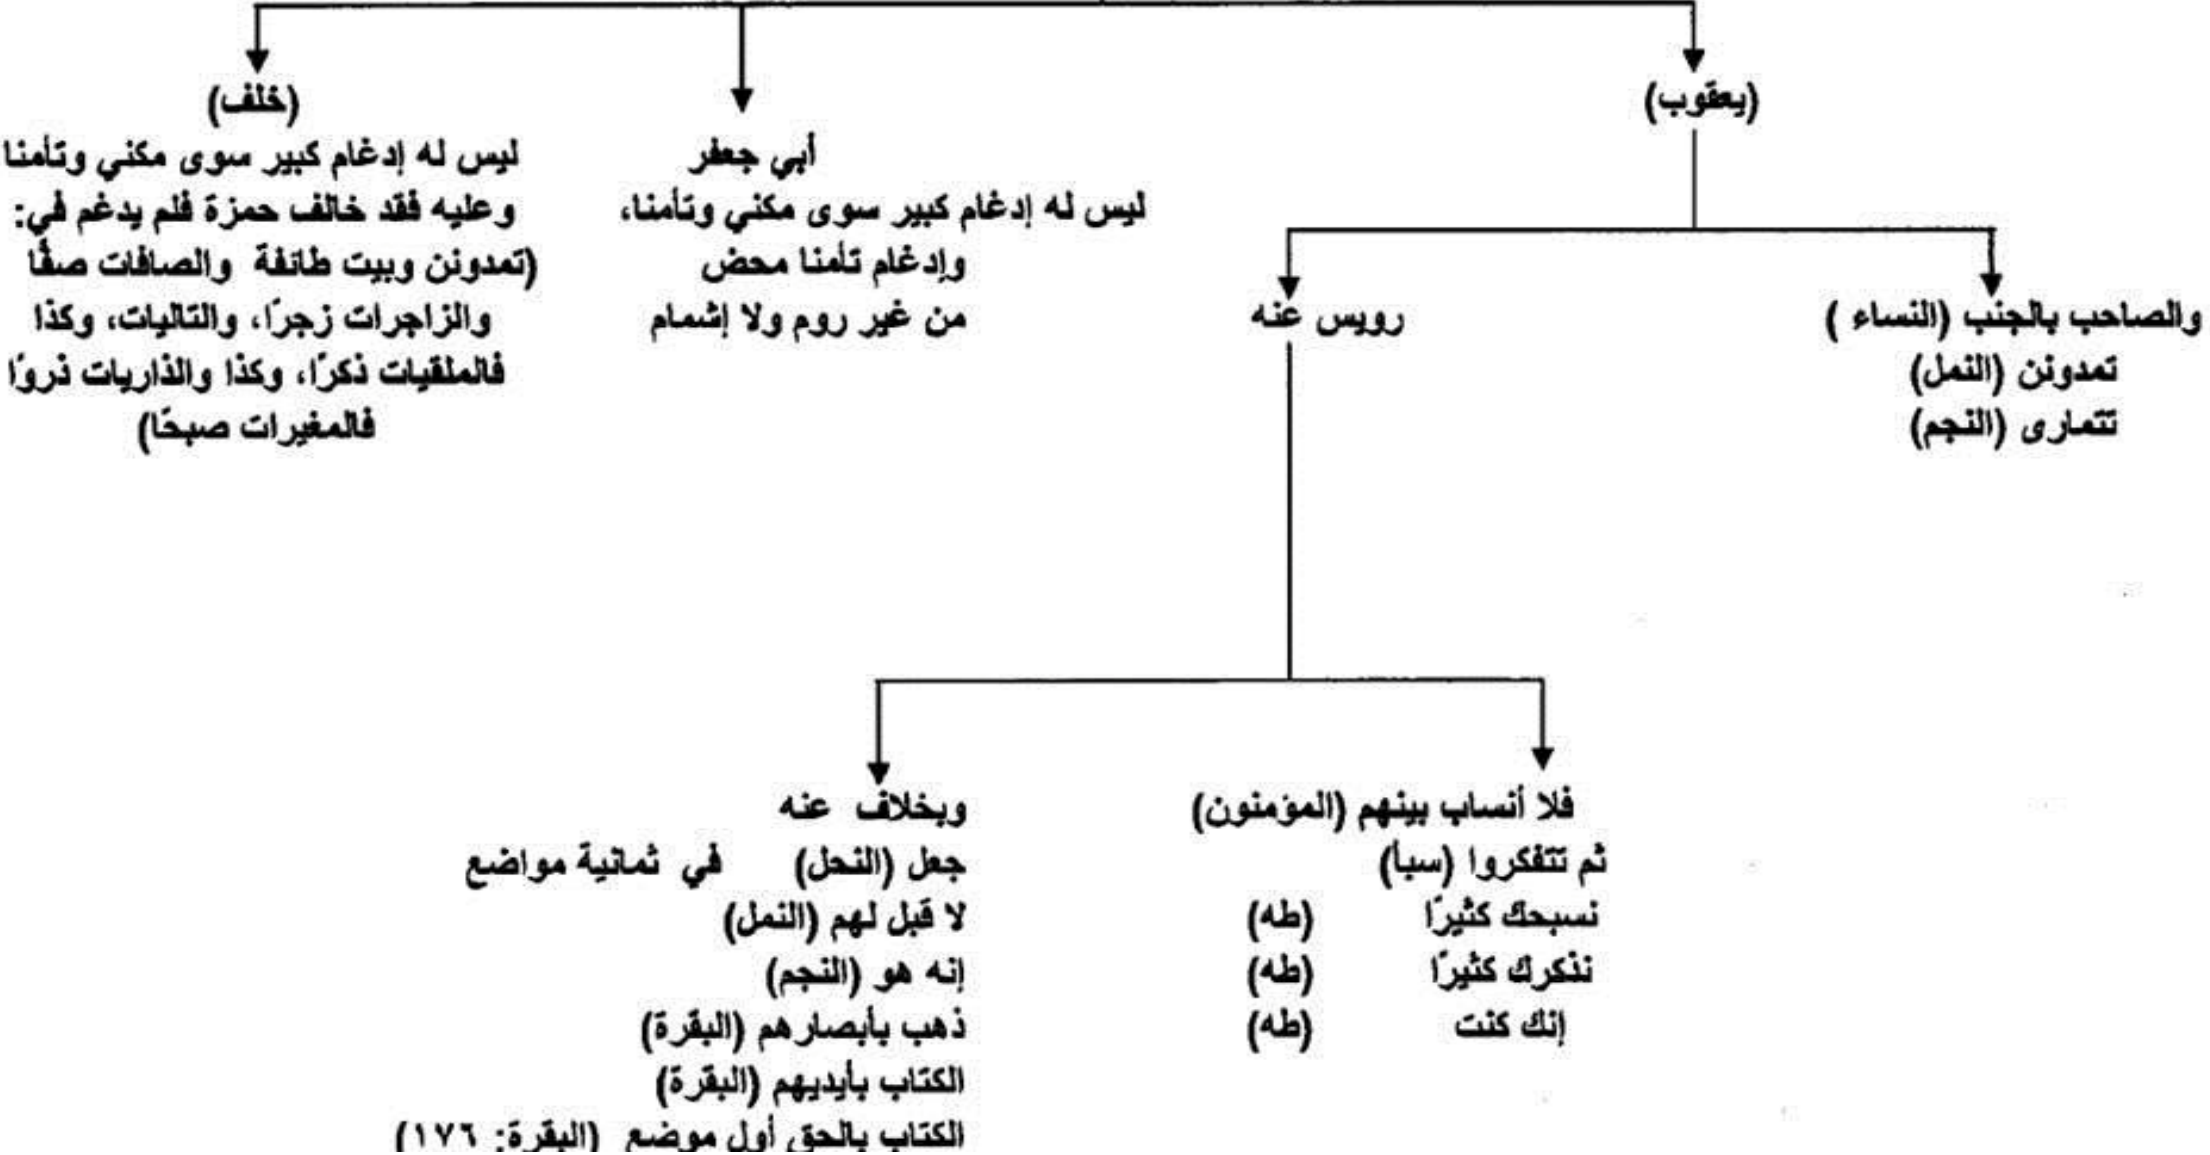 (يعقوب)
والصاحب بالجنب (النساء )
تمدونن (النمل)
تتمارى (النجم)
رويس عنه
فلا أنساب بينهم (المؤمنون)
ثم تتفكروا (سبأ)
نسبحك كثيرًا (طه)
نذكرك كثيرًا (طه)
إنك كنت (طه)
وبخلاف عنه
جعل (النحل) في ثمانية مواضع
لا قبل لهم (النمل)
إنه هو (النجم)
ذهب بأبصارهم (البقرة)
الكتاب بأيديهم (البقرة)
الكتاب بالحق أول موضع (البقرة: ١٧٦)
أبي جعفر
ليس له إدغام كبير سوى مكني وتأمنا،
وإدغام تأمنا محض
من غير روم ولا إشمام
(خلف)
ليس له إدغام كبير سوى مكني وتأمنا
وعليه فقد خالف حمزة فلم يدغم في:
(تمدونن وبيت طائفة والصافات صفًّا
والزاجرات زجرًا، والتاليات، وكذا
فالملقيات ذكرًا، وكذا والذاريات ذروًا
فالمغيرات صبحًا)